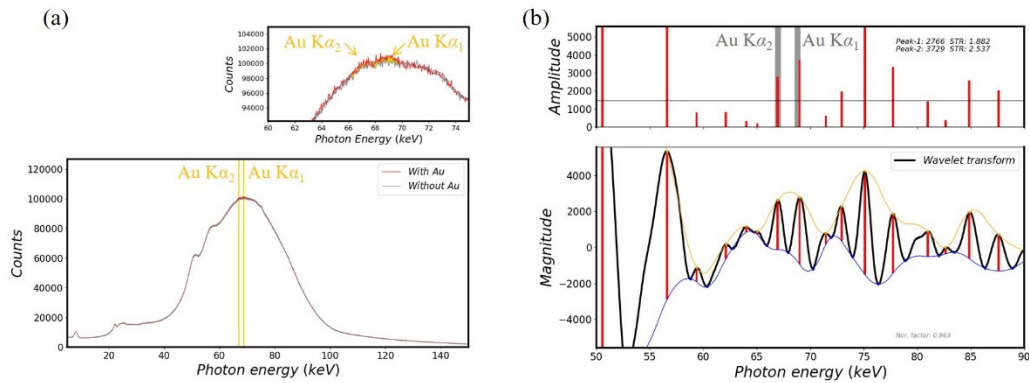 (a)
104000
102000
100000
98000
96000
94000
Counts
Au Kα2 Au Kα1
60 62 64 66 68 70 72 74
Photon Energy (keV)
120000
100000
80000
60000
40000
20000
0
Counts
Au Kα2 Au Kα1
With Au
Without Au
20 40 60 80 100 120 140
Photon energy (keV)
(b)
5000
4000
3000
2000
1000
0
Amplitude
Au Kα2 Au Kα1
Peak-1: 2766 STR: 1.882
Peak-2: 3729 STR: 2.537
4000
2000
0
−2000
−4000
Magnitude
Wavelet transform
Nor. factor: 0.963
50 55 60 65 70 75 80 85 90
Photon energy (keV)